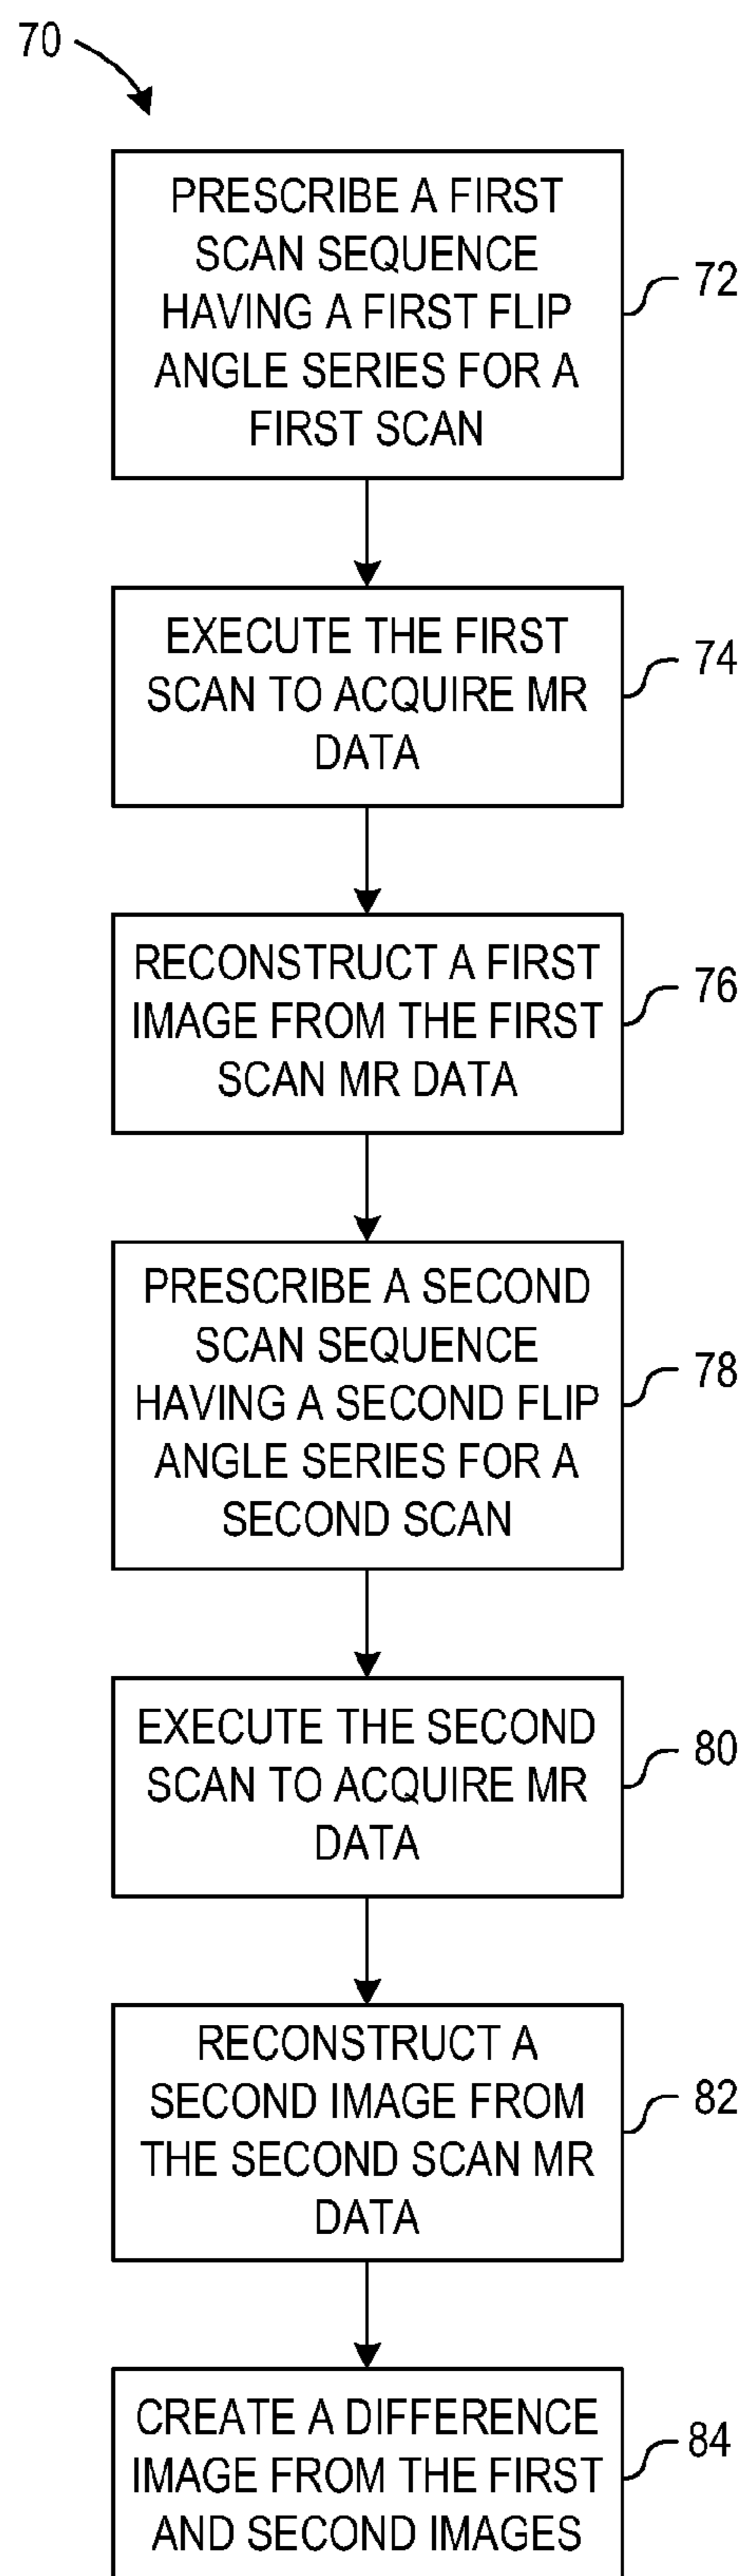 70
PRESCRIBE A FIRST
SCAN SEQUENCE
HAVING A FIRST FLIP
ANGLE SERIES FOR A
FIRST SCAN
72
EXECUTE THE FIRST
SCAN TO ACQUIRE MR
DATA
74
RECONSTRUCT A FIRST
IMAGE FROM THE FIRST
SCAN MR DATA
76
PRESCRIBE A SECOND
SCAN SEQUENCE
HAVING A SECOND FLIP
ANGLE SERIES FOR A
SECOND SCAN
78
EXECUTE THE SECOND
SCAN TO ACQUIRE MR
DATA
80
RECONSTRUCT A
SECOND IMAGE FROM
THE SECOND SCAN MR
DATA
82
CREATE A DIFFERENCE
IMAGE FROM THE FIRST
AND SECOND IMAGES
84